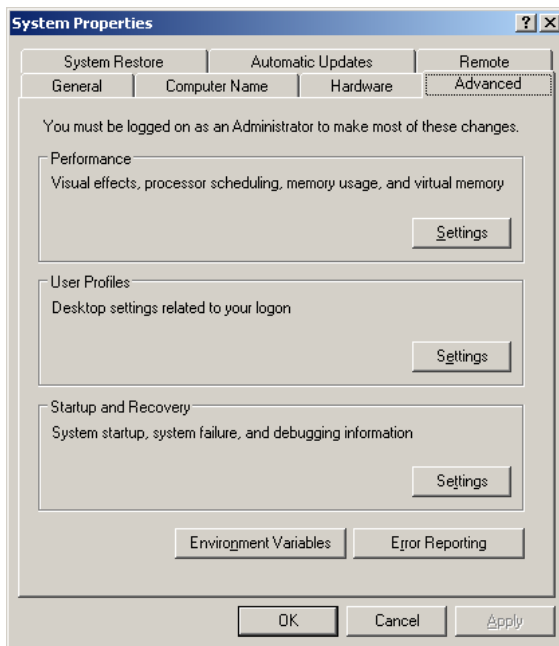 System Properties
System Restore Automatic Updates Remote
General Computer Name Hardware Advanced
You must be logged on as an Administrator to make most of these changes.
Performance
Visual effects, processor scheduling, memory usage, and virtual memory
Settings
User Profiles
Desktop settings related to your logon
Settings
Startup and Recovery
System startup, system failure, and debugging information
Settings
Environment Variables Error Reporting
OK Cancel Apply